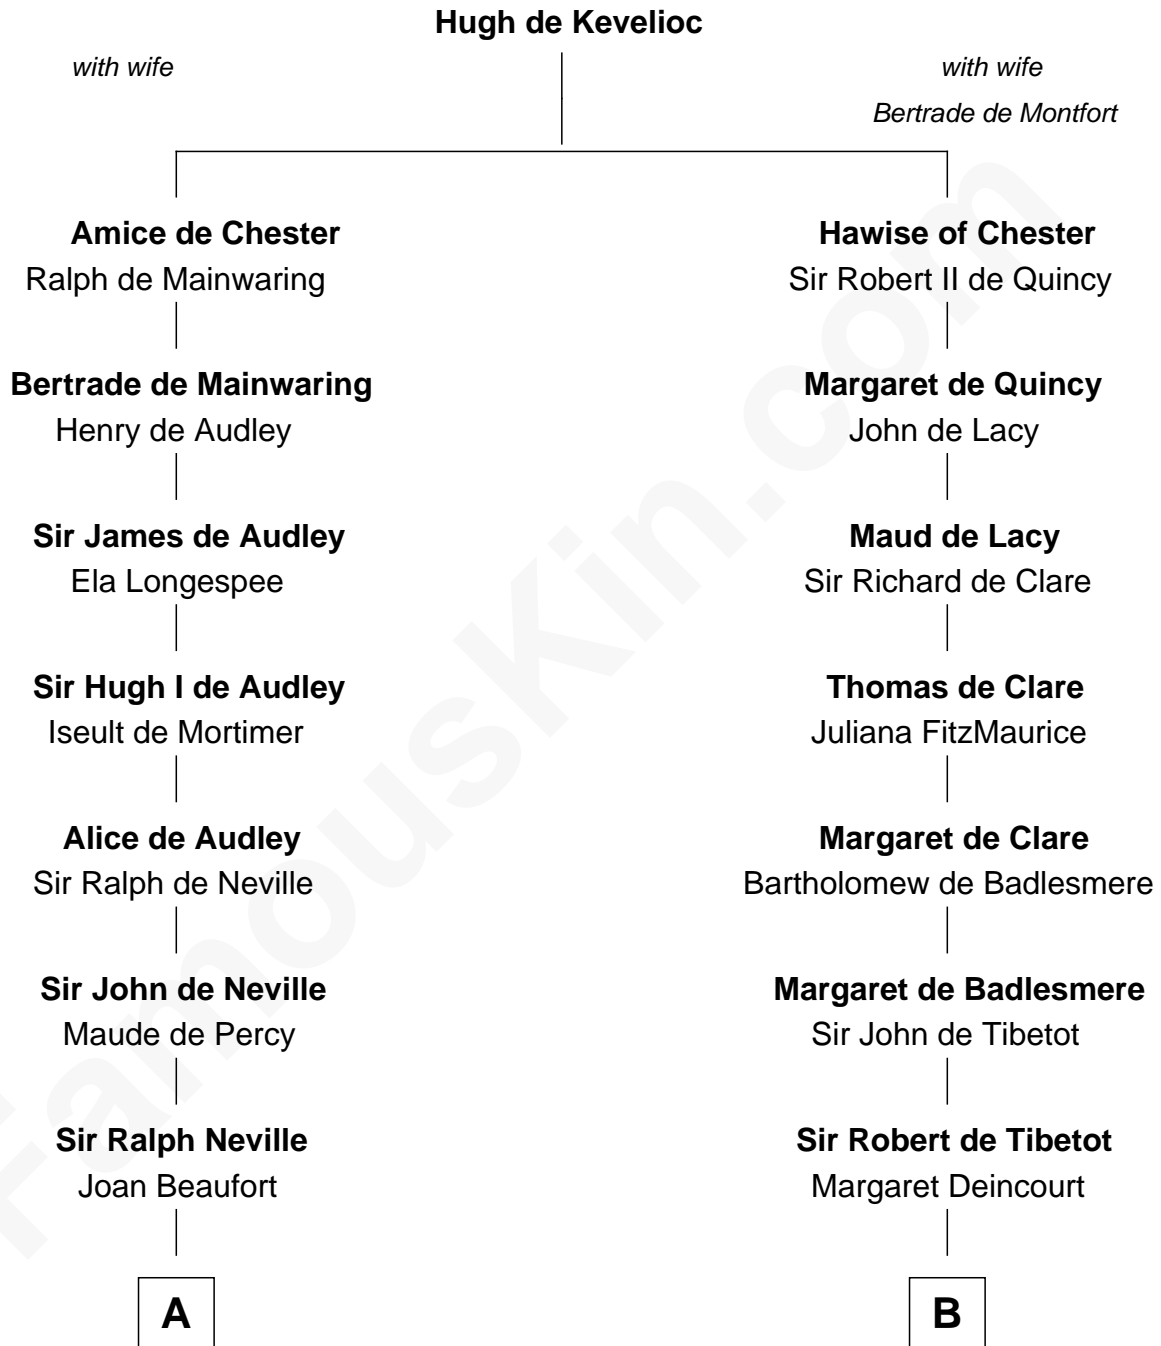 Hugh de Kevelioc
with wife
with wife
Bertrade de Montfort
Amice de Chester
Ralph de Mainwaring
Hawise of Chester
Sir Robert II de Quincy
Bertrade de Mainwaring
Henry de Audley
Margaret de Quincy
John de Lacy
Sir James de Audley
Ela Longespee
Maud de Lacy
Sir Richard de Clare
Sir Hugh I de Audley
Iseult de Mortimer
Thomas de Clare
Juliana FitzMaurice
Alice de Audley
Sir Ralph de Neville
Margaret de Clare
Bartholomew de Badlesmere
Sir John de Neville
Maude de Percy
Margaret de Badlesmere
Sir John de Tibetot
Sir Ralph Neville
Joan Beaufort
Sir Robert de Tibetot
Margaret Deincourt
A
B
FamousKin.com